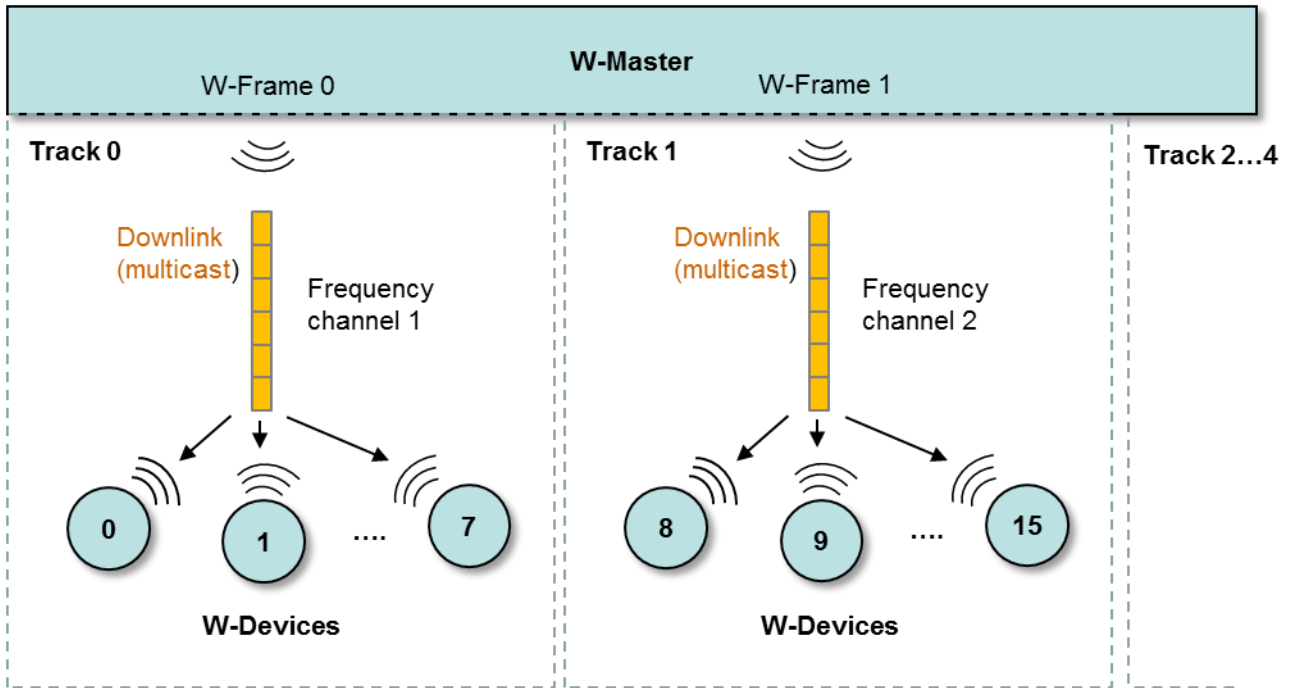 W-Master
W-Frame 0
W-Frame 1
Track 0
Track 1
Track 2...4
Downlink
(multicast)
Frequency
channel 1
Downlink
(multicast)
Frequency
channel 2
0
1
....
7
8
9
....
15
W-Devices
W-Devices